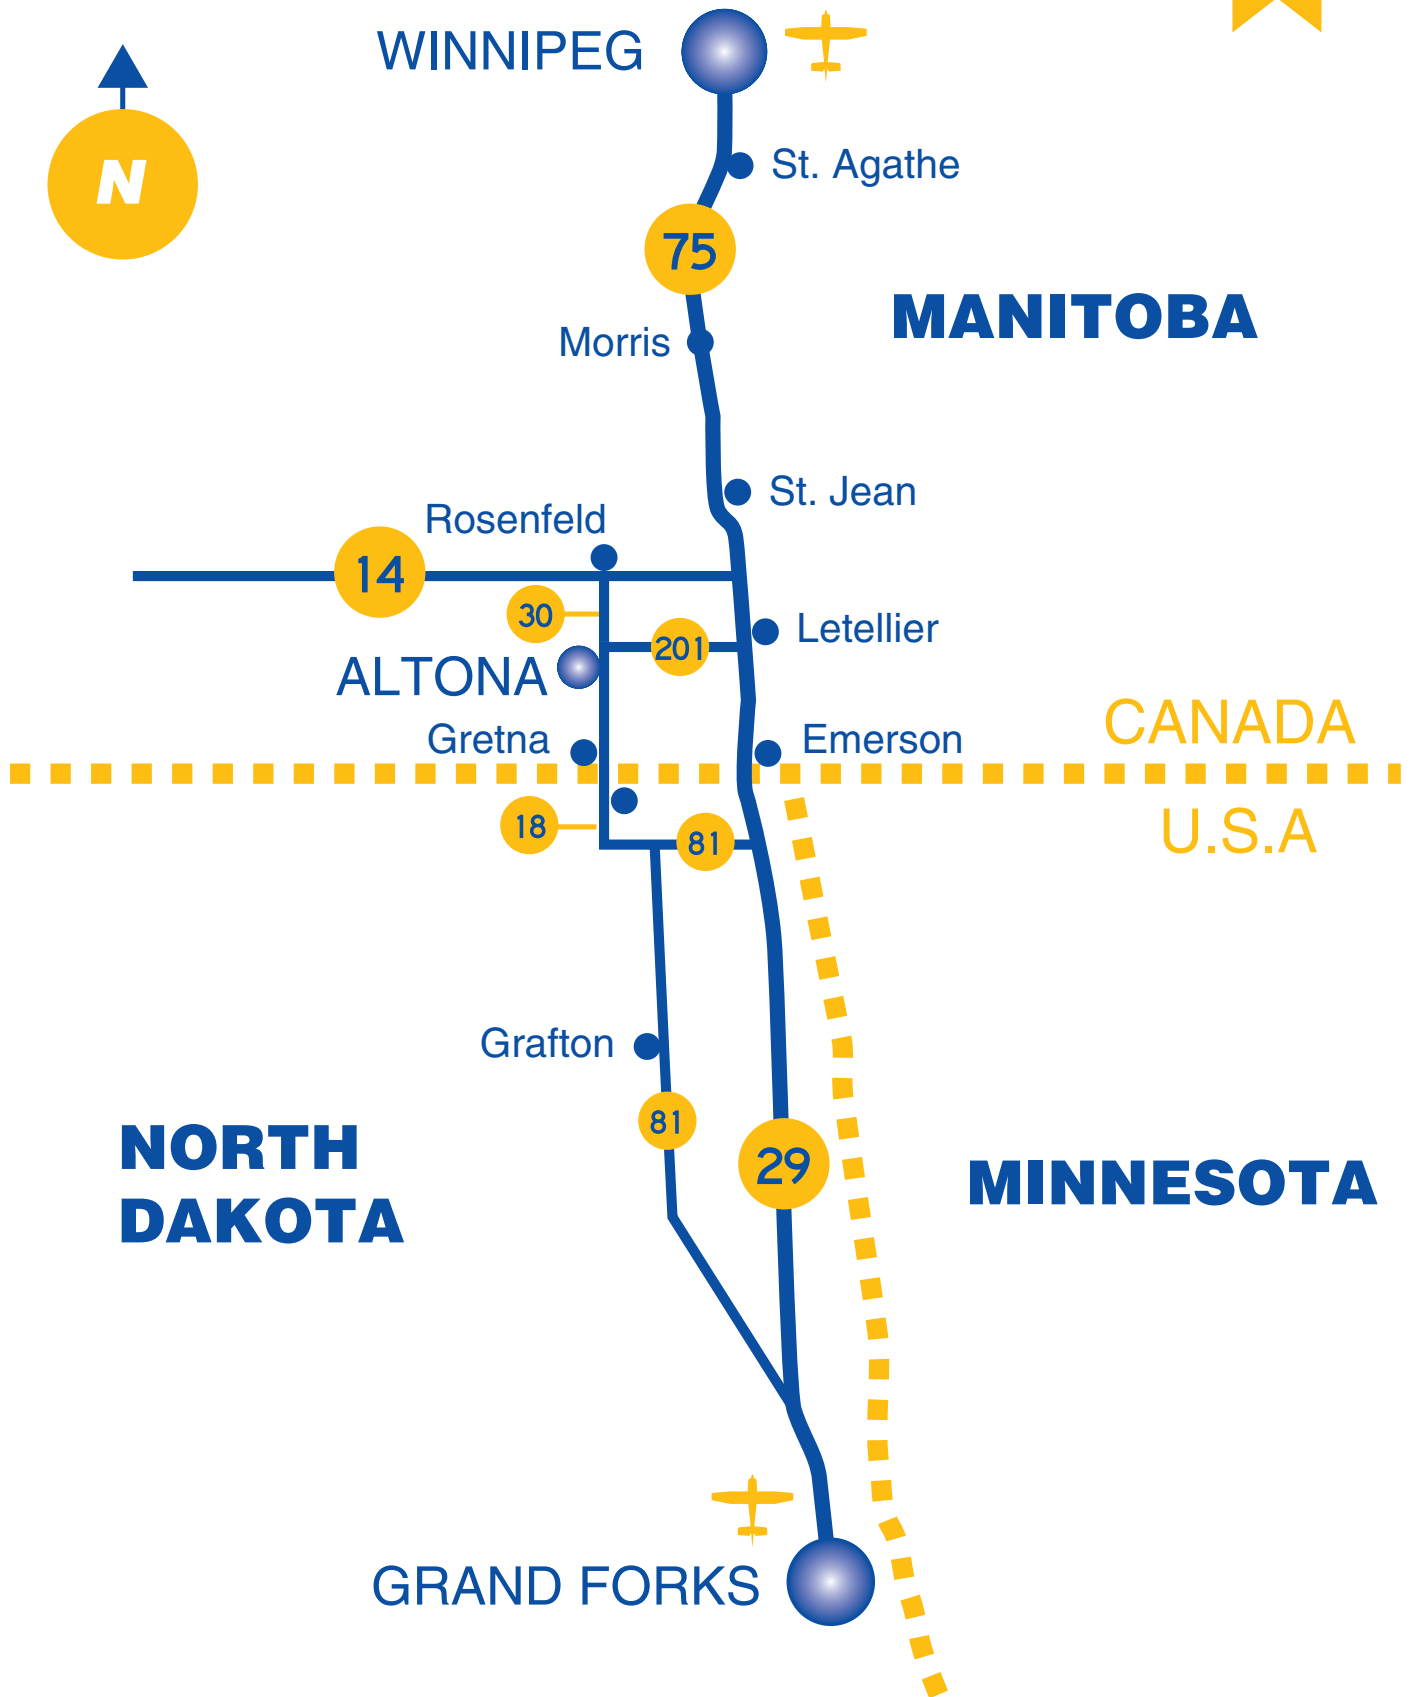 WINNIPEG
N
St. Agathe
75
MANITOBA
Morris
St. Jean
Rosenfeld
14
30
201
Letellier
ALTONA
Gretna
Emerson
CANADA
U.S.A
18
81
Grafton
81
NORTH
DAKOTA
29
MINNESOTA
GRAND FORKS